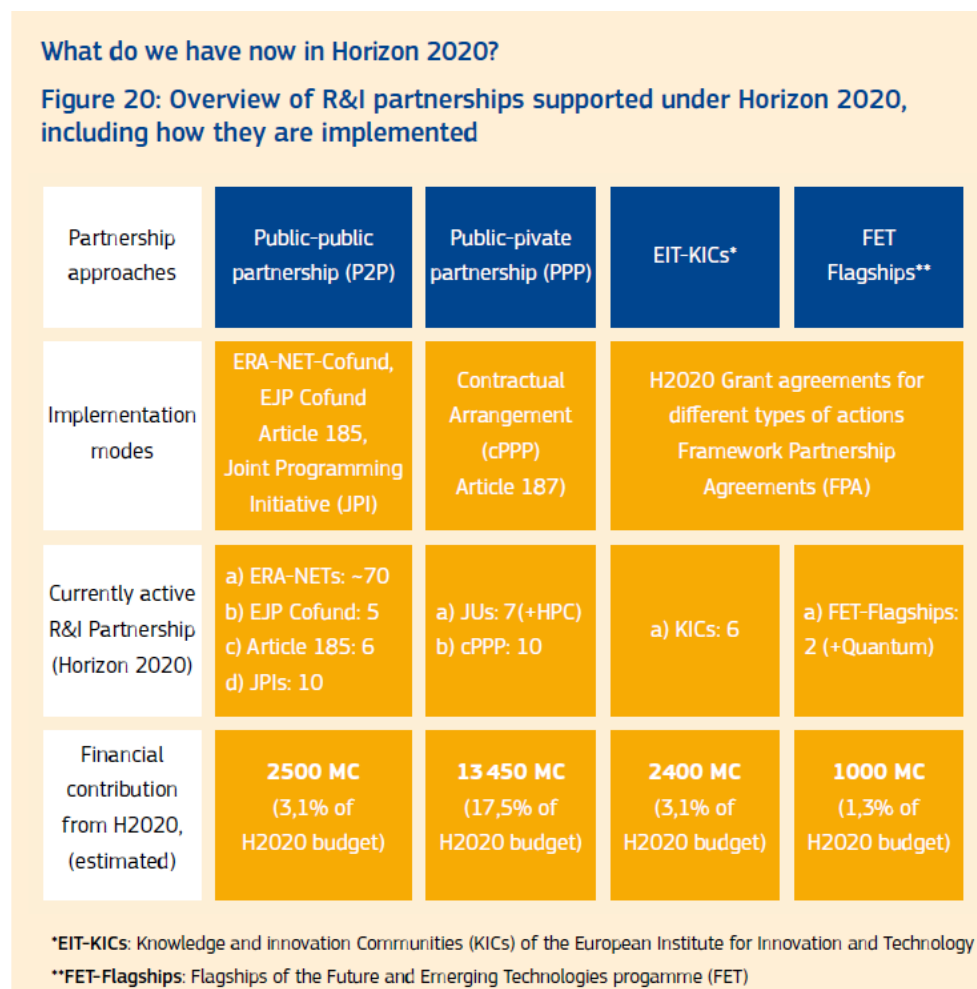 What do we have now in Horizon 2020?
Figure 20: Overview of R&I partnerships supported under Horizon 2020,
including how they are implemented
Partnership
approaches
Public-public
partnership (P2P)
Public-pivate
partnership (PPP)
EIT-KICs*
FET
Flagships**
Implementation
modes
ERA-NET-Cofund,
EJP Cofund
Article 185,
Joint Programming
Initiative (JPI)
Contractual
Arrangement
(cPPP)
Article 187)
H2020 Grant agreements for
different types of actions
Framework Partnership
Agreements (FPA)
Currently active
R&I Partnership
(Horizon 2020)
a) ERA-NETs: ~70
b) EJP Cofund: 5
c) Article 185: 6
d) JPIs: 10
a) JUs: 7(+HPC)
b) cPPP: 10
a) KICs: 6
a) FET-Flagships:
2 (+Quantum)
Financial
contribution
from H2020,
(estimated)
2500 MC
(3,1% of
H2020 budget)
13 450 MC
(17,5% of
H2020 budget)
2400 MC
(3,1% of
H2020 budget)
1000 MC
(1,3% of
H2020 budget)
*EIT-KICs: Knowledge and innovation Communities (KICs) of the European Institute for Innovation and Technology
**FET-Flagships: Flagships of the Future and Emerging Technologies progamme (FET)